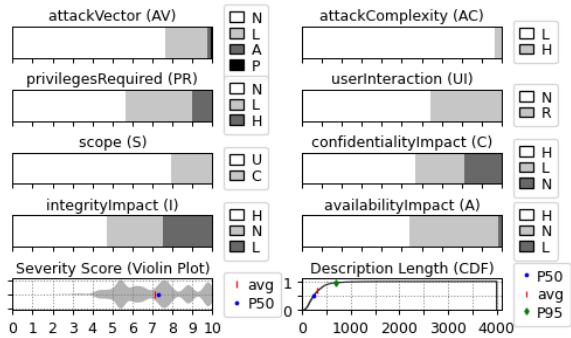 attackVector (AV)
N
L
A
P
attackComplexity (AC)
L
H
privilegesRequired (PR)
N
L
H
userInteraction (UI)
N
R
scope (S)
U
C
confidentialityImpact (C)
H
L
N
integrityImpact (I)
H
N
L
availabilityImpact (A)
H
N
L
Severity Score (Violin Plot)
avg
P50
0 1 2 3 4 5 6 7 8 9 10
Description Length (CDF)
1
0
P50
avg
P95
0 1000 2000 3000 4000